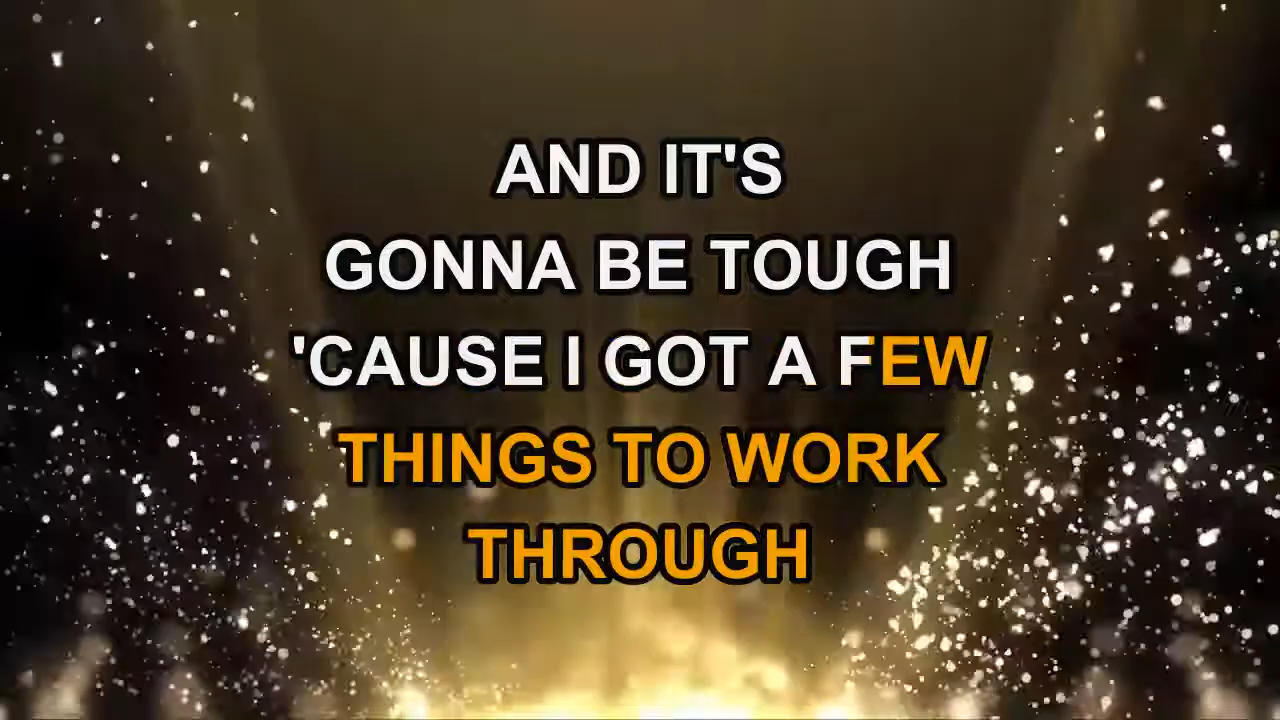 AND IT'S
GONNA BE TOUGH
'CAUSE I GOT A FEW
THINGS TO WORK
THROUGH